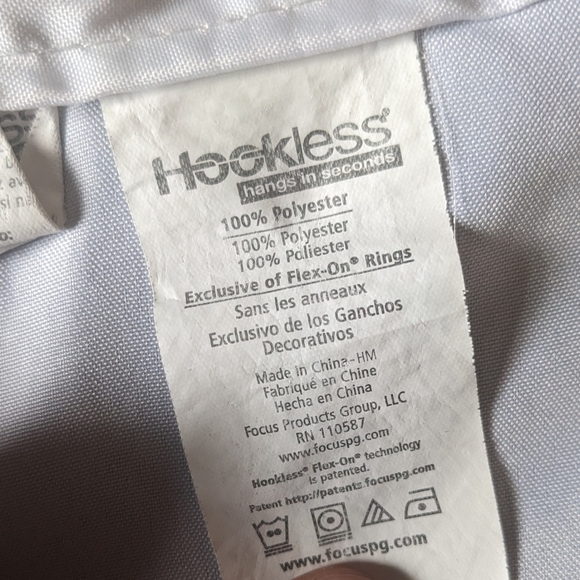 Hookless®
hangs in seconds
100% Polyester
100% Polyester
100% Poliester
Exclusive of Flex-On® Rings
Sans les anneaux
Exclusivo de los Ganchos
Decorativos
Made in China-HM
Fabriqué en Chine
Hecha en China
Focus Products Group, LLC
RN 110587
www.focuspg.com
Hookless® Flex-On® technology
is patented.
Patent http://patents.focuspg.com
www.focuspg.com